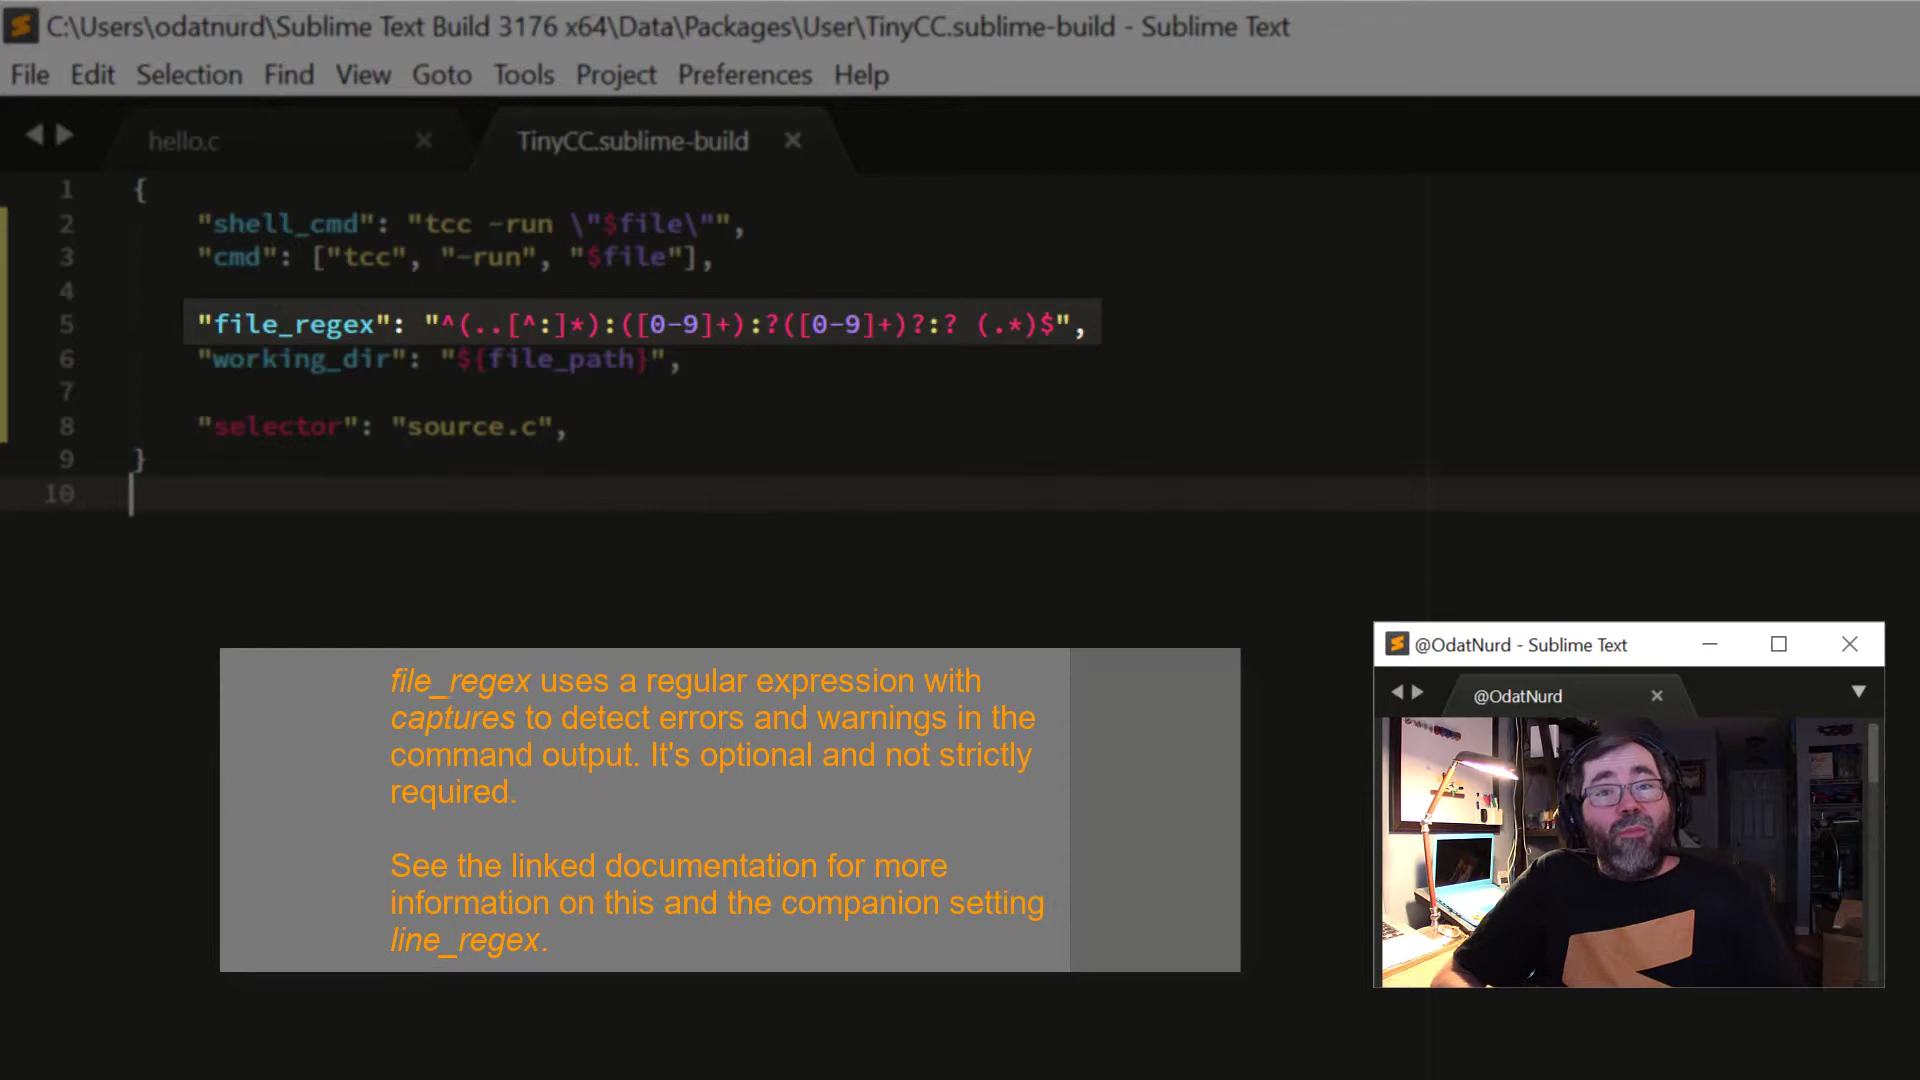 C:\Users\odatnurd\Sublime Text Build 3176 x64\Data\Packages\User\TinyCC.sublime-build - Sublime Text
File Edit Selection Find View Goto Tools Project Preferences Help
hello.c TinyCC.sublime-build
1 {
2 "shell_cmd": "tcc -run \"$file\"",
3 "cmd": ["tcc", "-run", "$file"],
4
5 "file_regex": "^(..[^:]*):([0-9]+):?([0-9]+)?:? (.*)$",
6 "working_dir": "${file_path}",
7
8 "selector": "source.c",
9 }
10
file_regex uses a regular expression with
captures to detect errors and warnings in the
command output. It's optional and not strictly
required.
See the linked documentation for more
information on this and the companion setting
line_regex.
@OdatNurd - Sublime Text
@OdatNurd